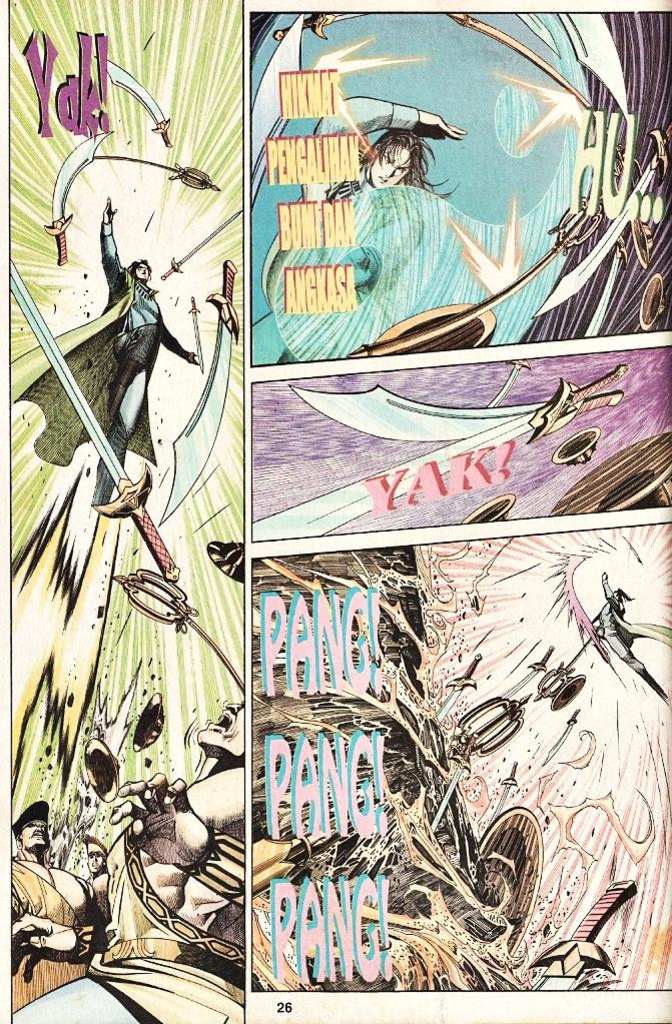 Yak!
HIKMAT
PENGALIHAN
BUMI DAN
ANGKASA
HU...
YAK!
PANG!
PANG!
PANG!
26